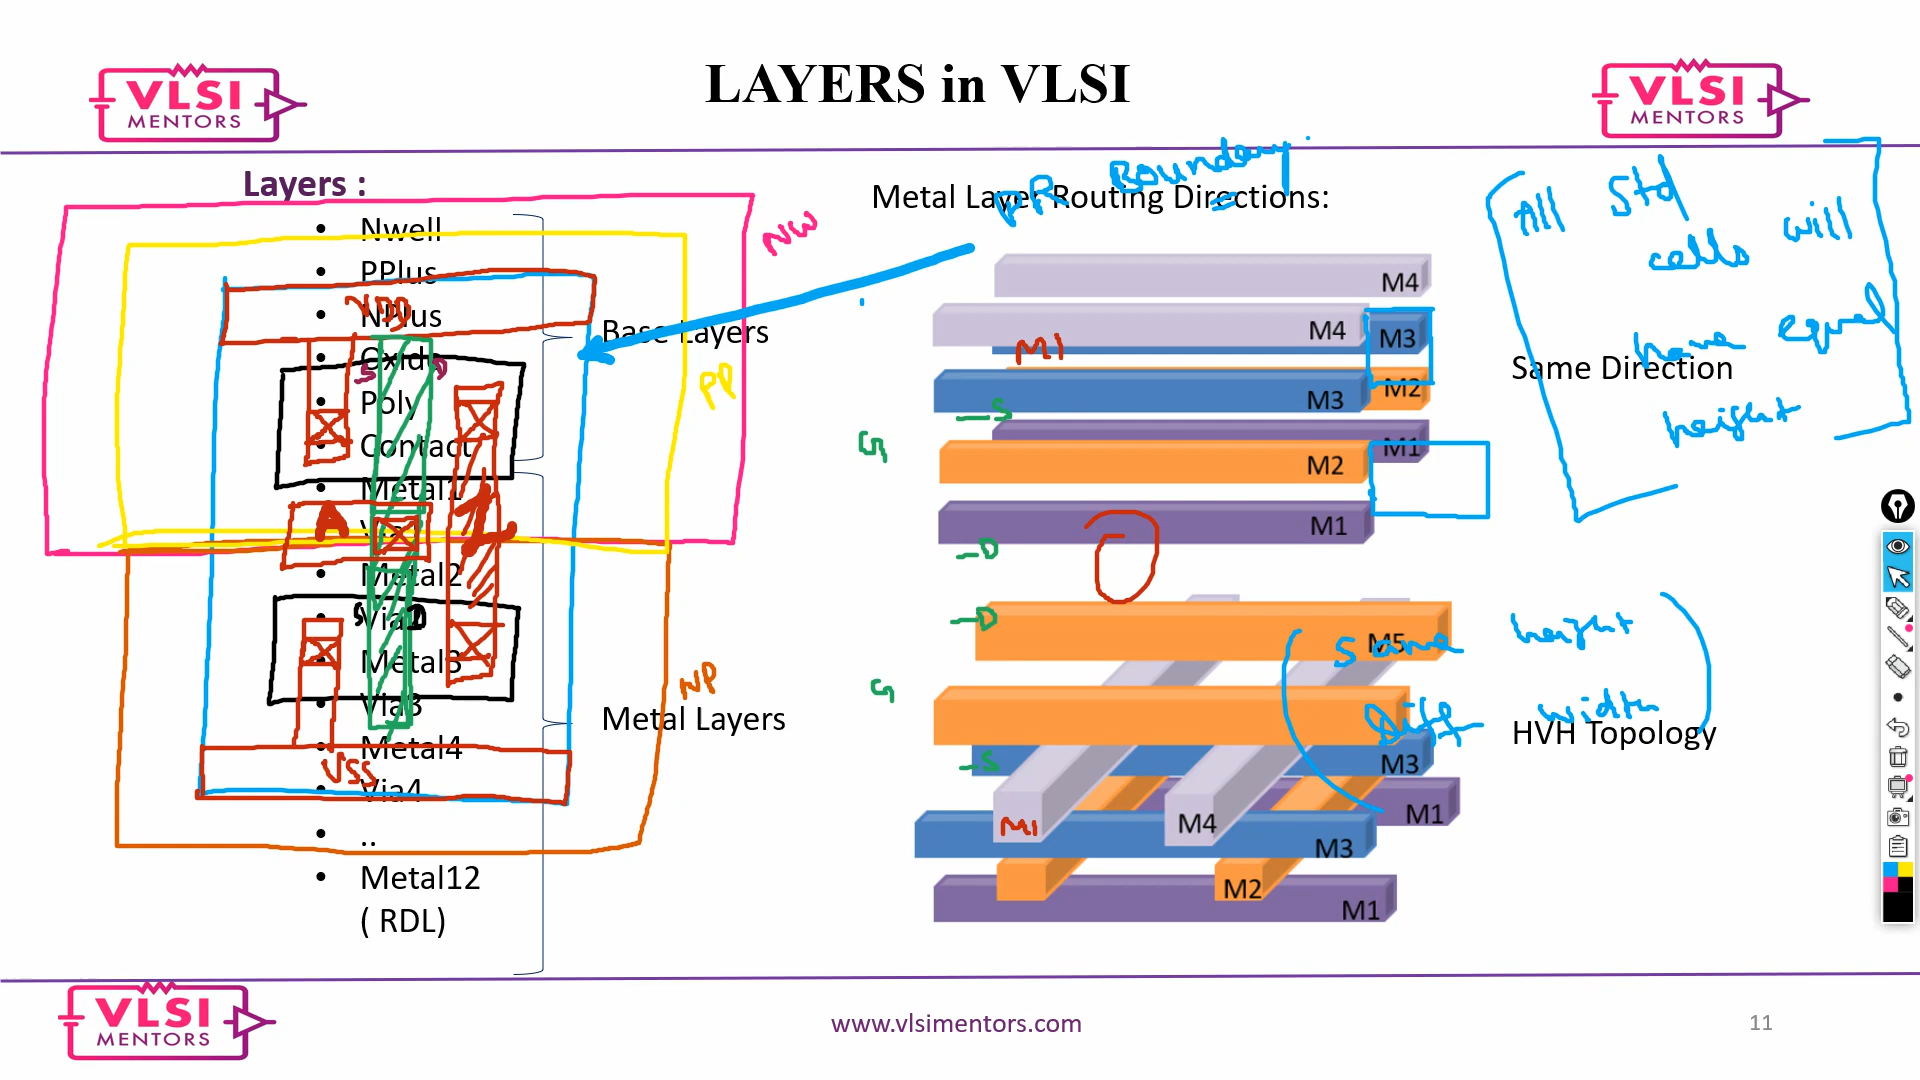 VLSI
MENTORS
LAYERS in VLSI
VLSI
MENTORS
Layers :
• Nwell
• PPlus
• NPlus
• Oxide
• Poly
• Contact
• Metal1
• Via1
• Metal2
• Via2
• Metal3
• Via3
• Metal4
• Via4
• ..
• Metal12
( RDL)
Base Layers
Metal Layers
NW
PP
NP
VDD
S D
A
S D
VSS
PR Boundary
Metal Layer Routing Directions:
M4
M4 M3
M1
M3 M2
M1
M2
M1
G
S
D
D
G
S
Same Direction
All Std
cells will
have equal
height
M5
M3
M1
M1
M4
M3
M2
M1
Same height
diff width
HVH Topology
VLSI
MENTORS
www.vlsimentors.com
11